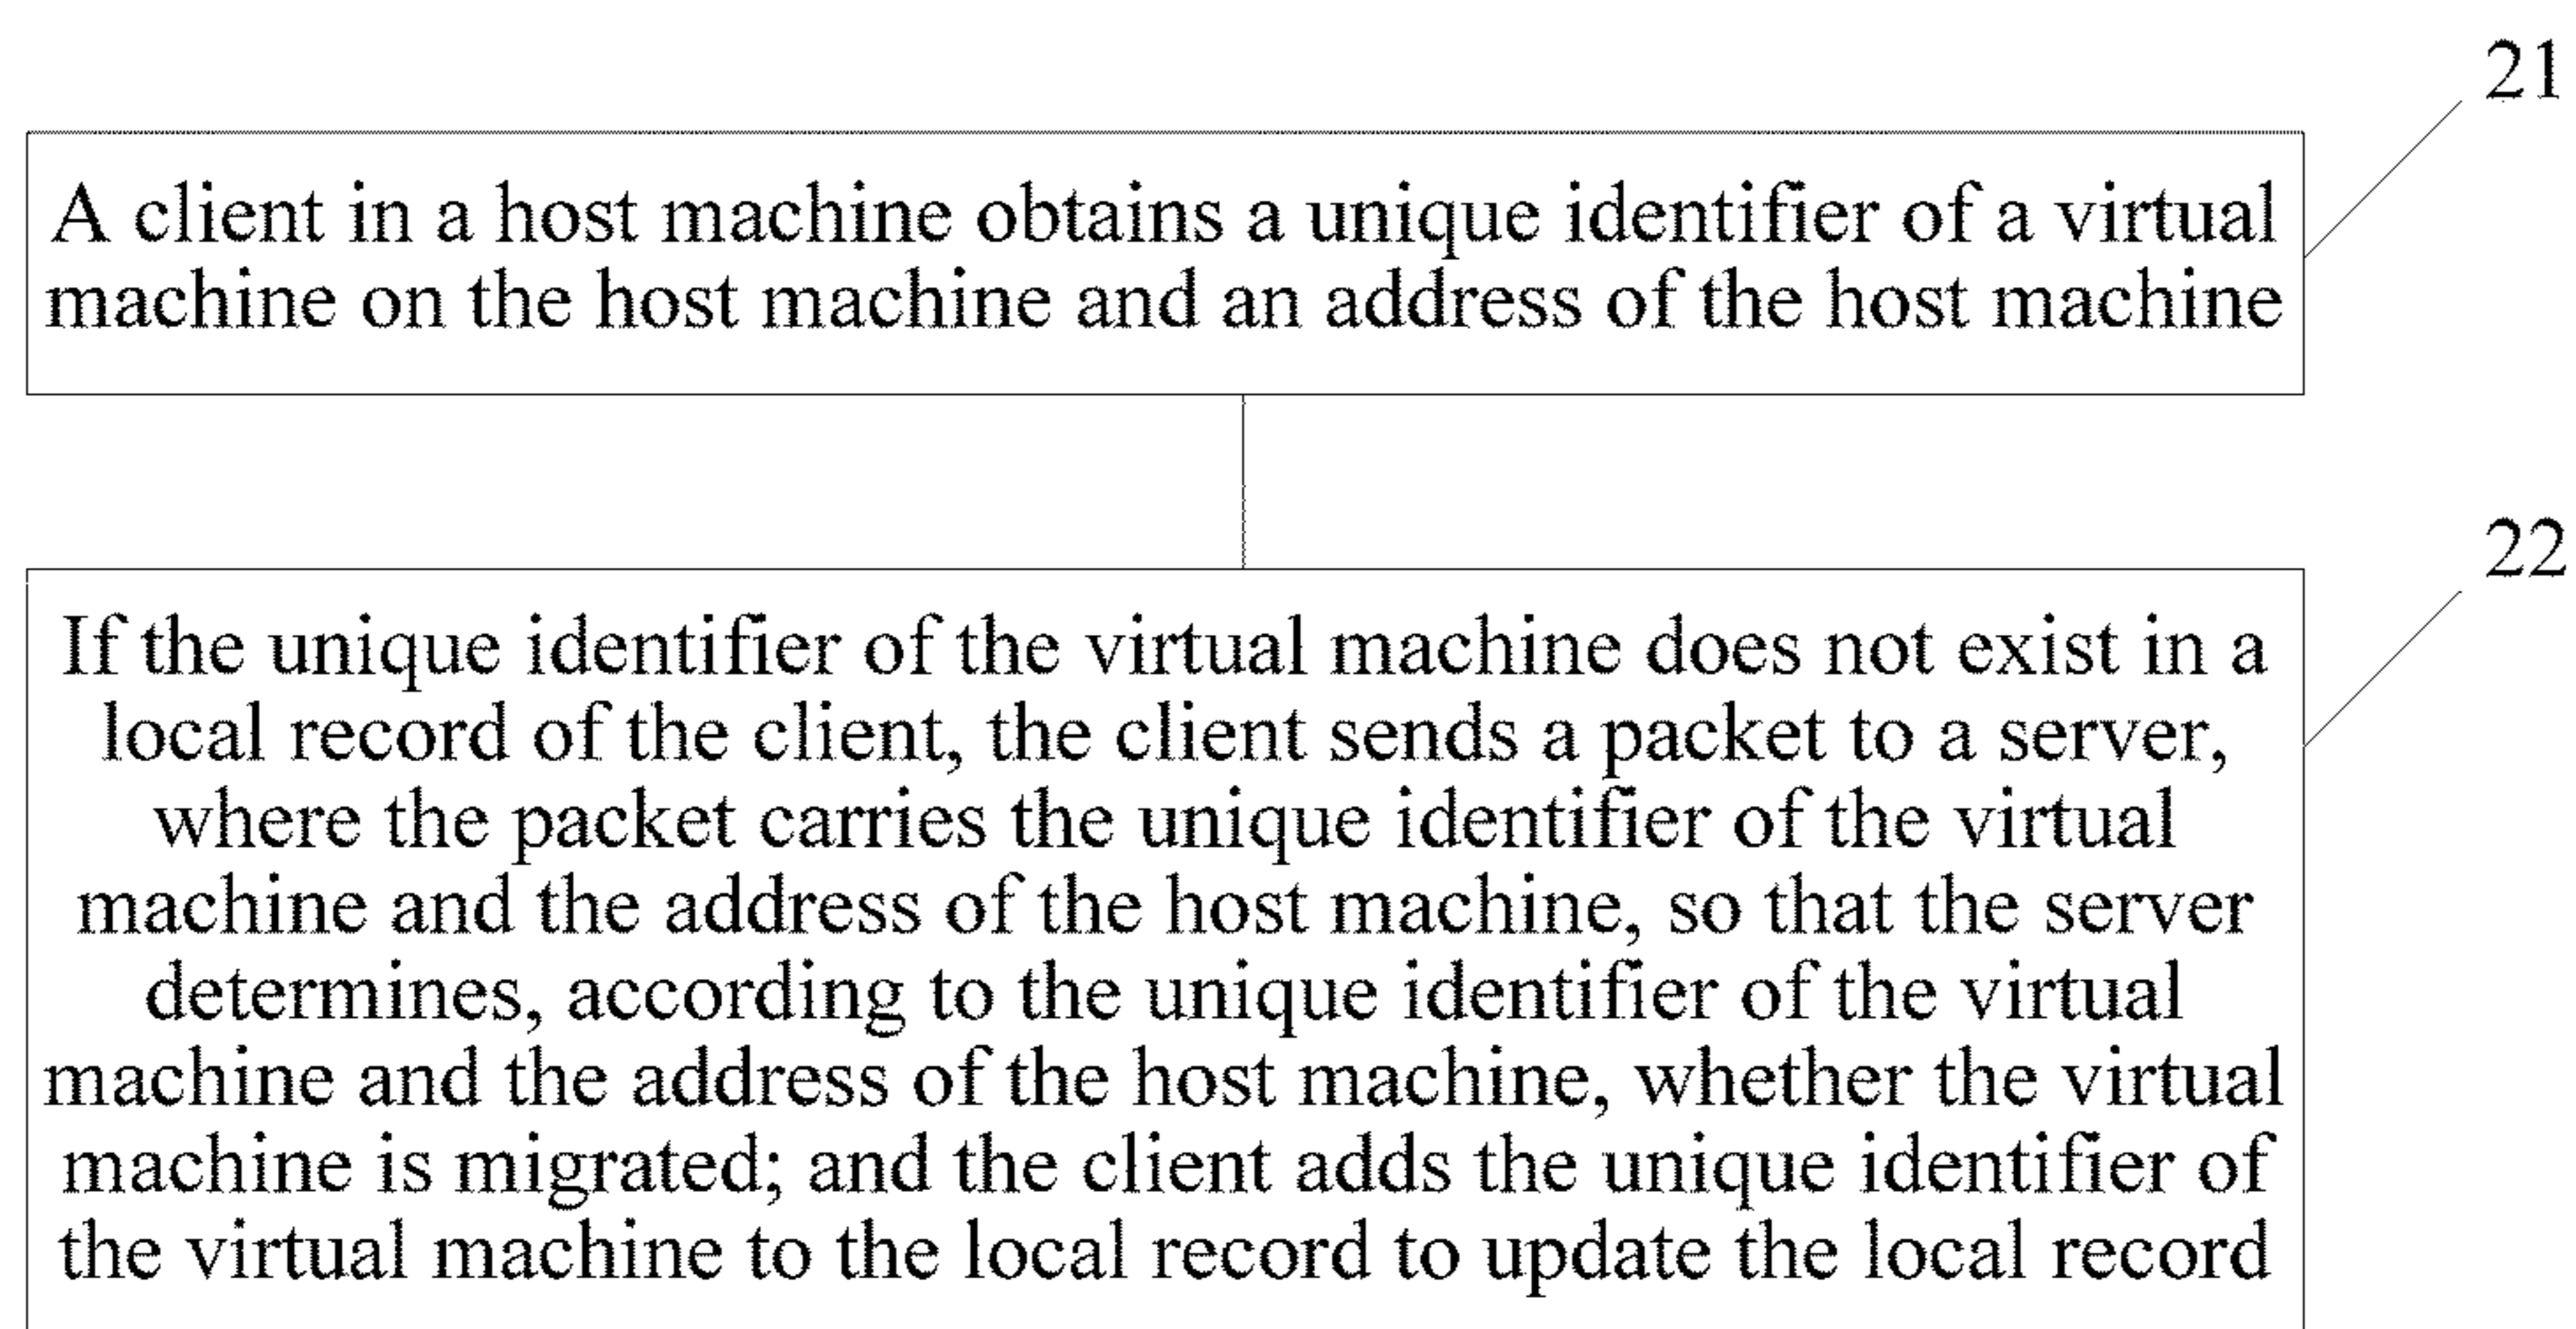 21
A client in a host machine obtains a unique identifier of a virtual
machine on the host machine and an address of the host machine
22
If the unique identifier of the virtual machine does not exist in a
local record of the client, the client sends a packet to a server,
where the packet carries the unique identifier of the virtual
machine and the address of the host machine, so that the server
determines, according to the unique identifier of the virtual
machine and the address of the host machine, whether the virtual
machine is migrated; and the client adds the unique identifier of
the virtual machine to the local record to update the local record